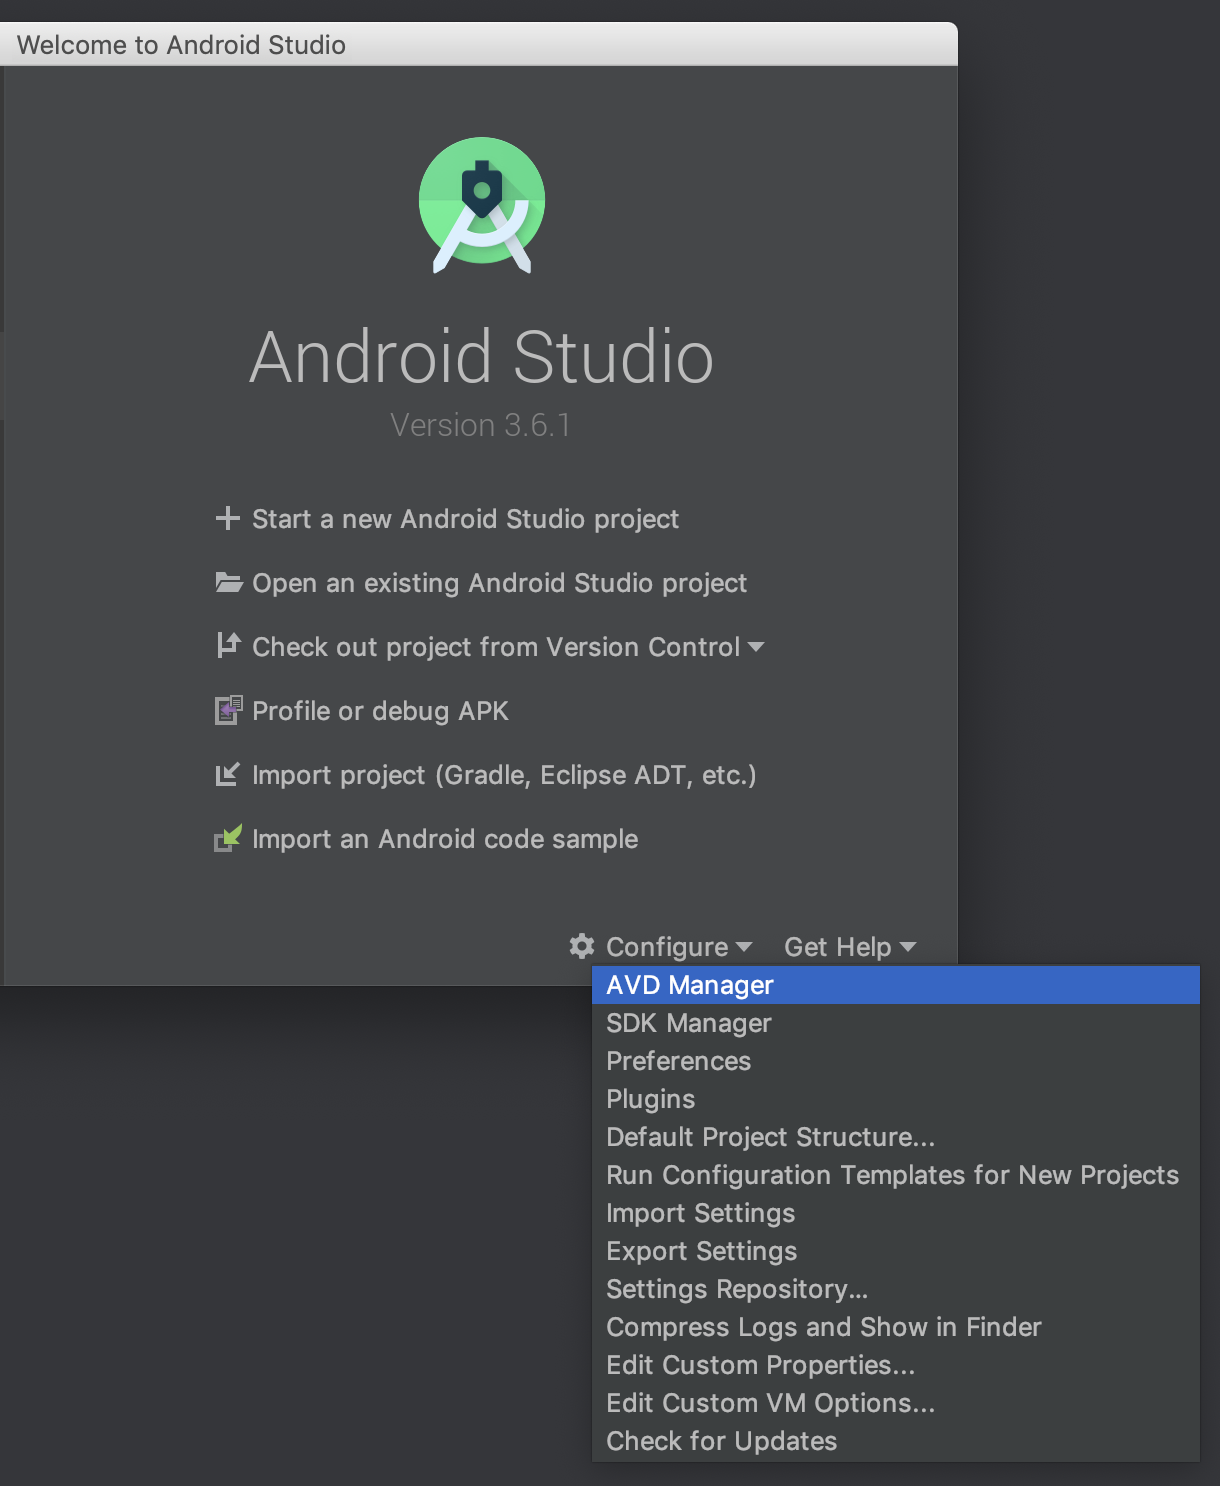 Welcome to Android Studio
Android Studio
Version 3.6.1
Start a new Android Studio project
Open an existing Android Studio project
Check out project from Version Control
Profile or debug APK
Import project (Gradle, Eclipse ADT, etc.)
Import an Android code sample
Configure Get Help
AVD Manager
SDK Manager
Preferences
Plugins
Default Project Structure...
Run Configuration Templates for New Projects
Import Settings
Export Settings
Settings Repository...
Compress Logs and Show in Finder
Edit Custom Properties...
Edit Custom VM Options...
Check for Updates